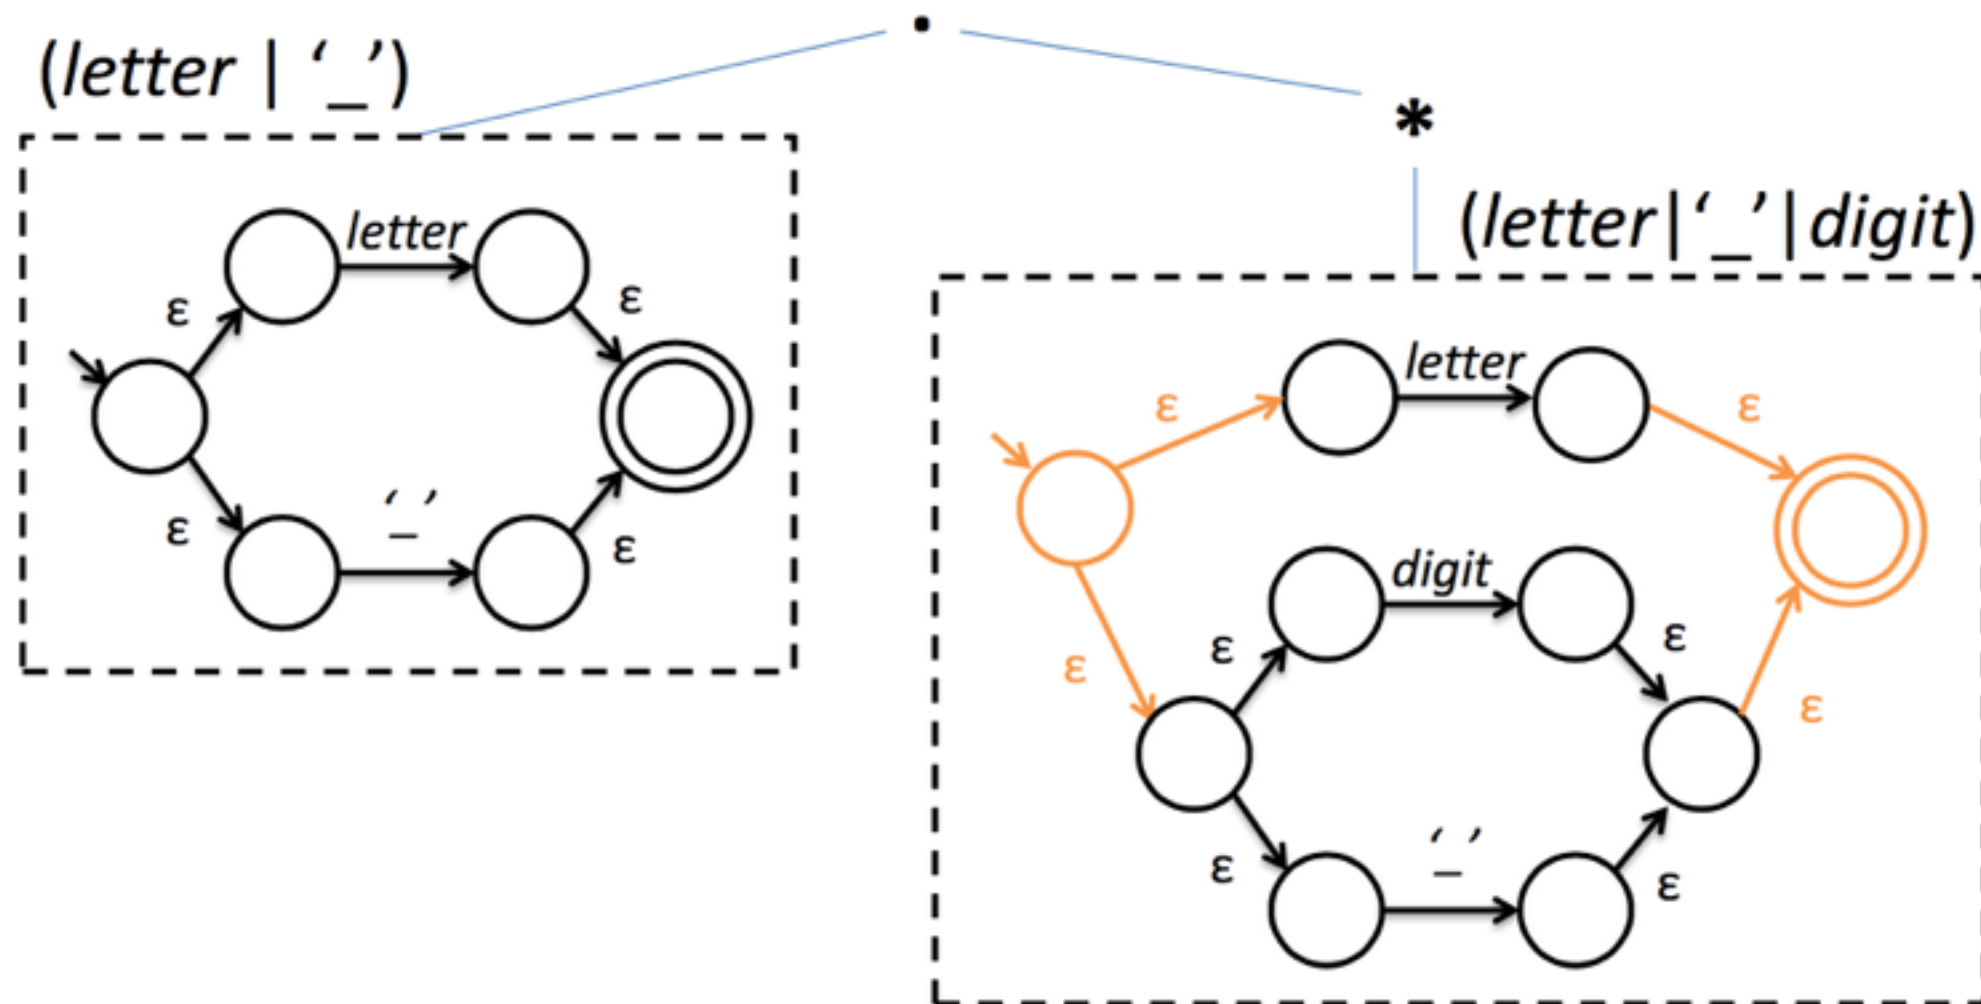 .
(letter | ‘_’)
*
(letter|‘_’|digit)
letter
ε
ε
‘_’
ε
ε
letter
ε
ε
digit
ε
ε
ε
ε
‘_’
ε
ε